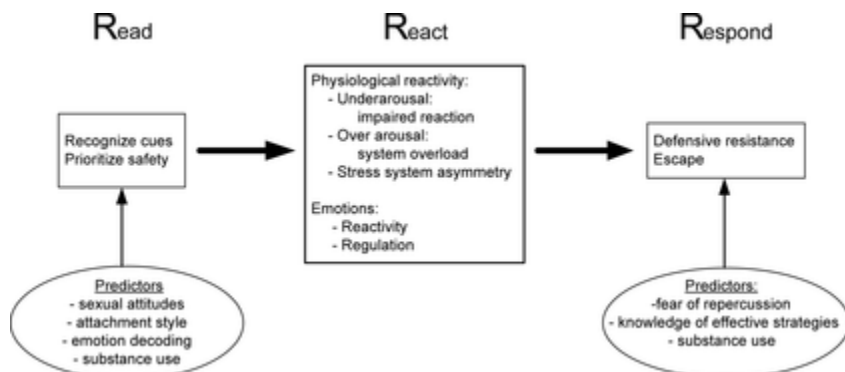 Read
React
Respond
Recognize cues
Prioritize safety
Physiological reactivity:
- Underarousal:
impaired reaction
- Over arousal:
system overload
- Stress system asymmetry
Emotions:
- Reactivity
- Regulation
Defensive resistance
Escape
Predictors
- sexual attitudes
- attachment style
- emotion decoding
- substance use
Predictors:
-fear of repercussion
- knowledge of effective strategies
- substance use